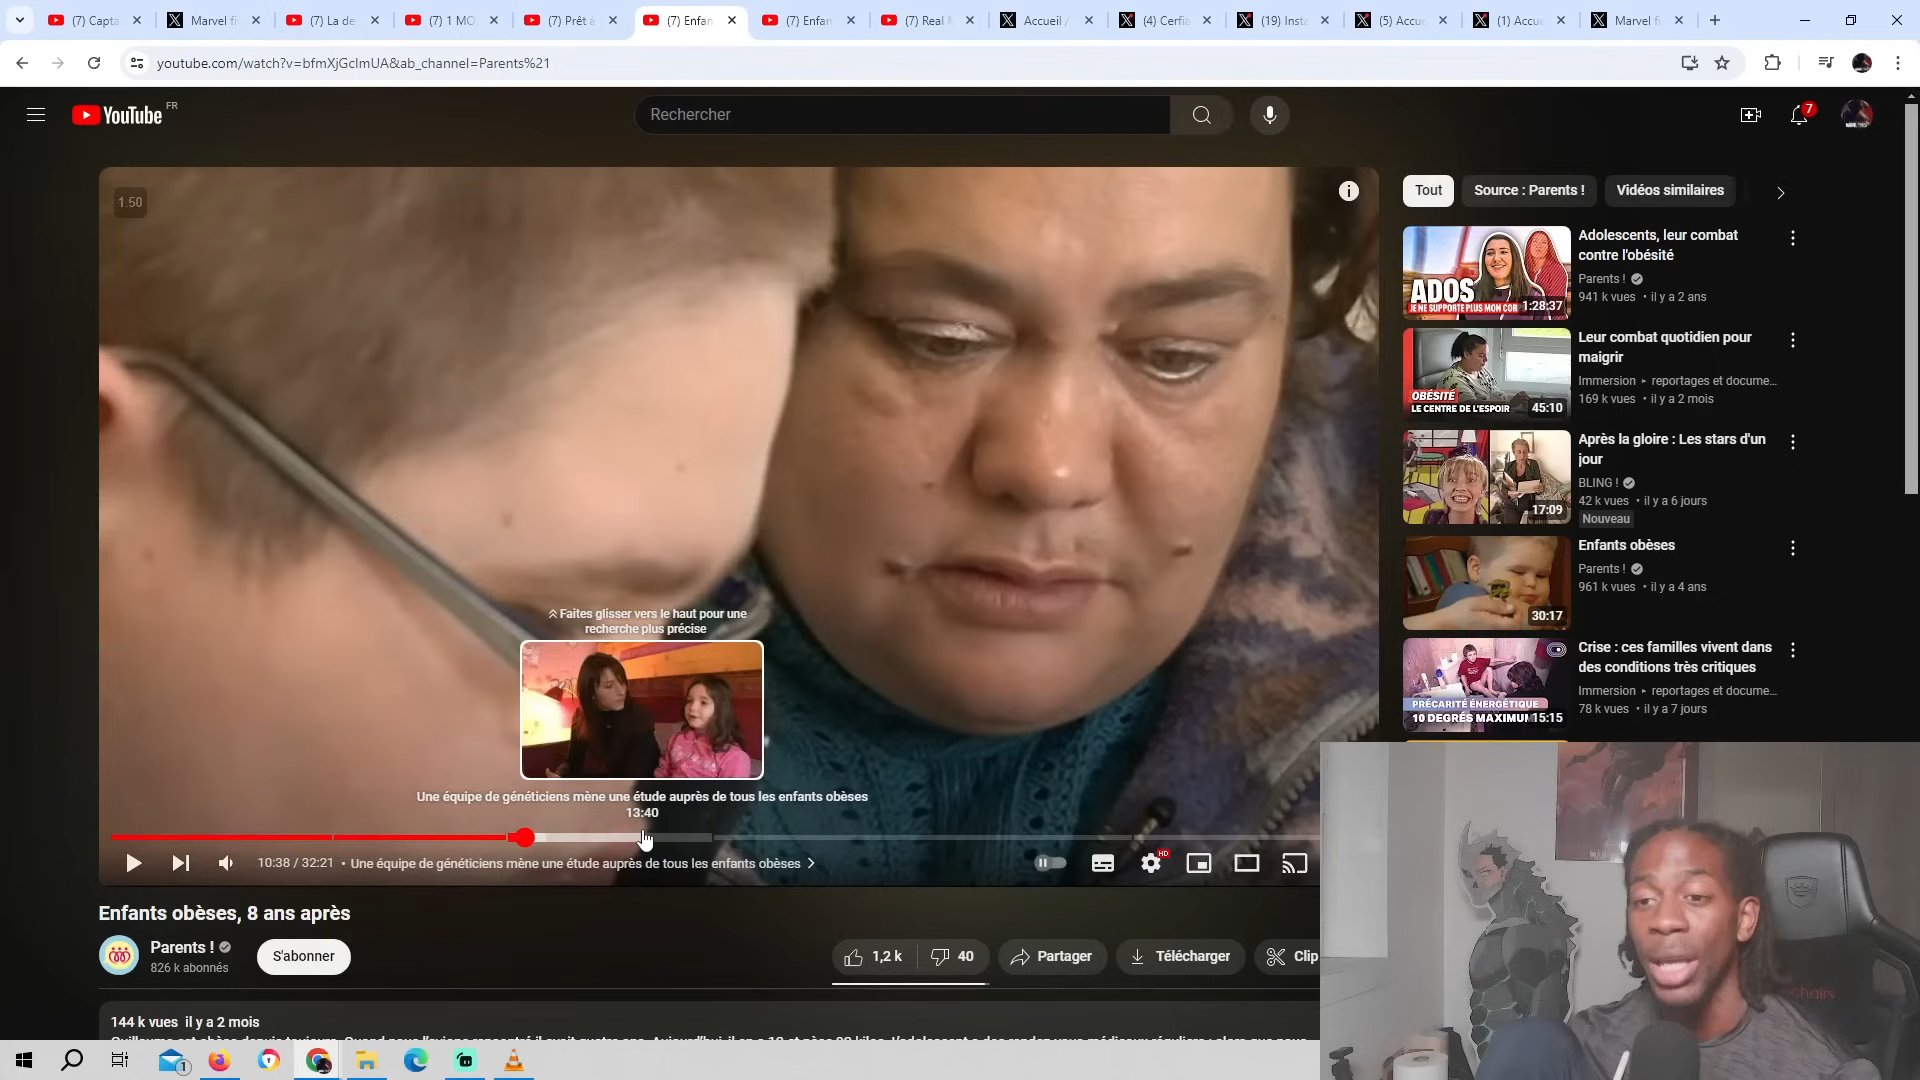 (7) Capta
Marvel fi
(7) La de
(7) 1 MO
(7) Prêt à
(7) Enfan
(7) Enfan
(7) Real M
Accueil /
(4) Cerfia
(19) Insta
(5) Accue
(1) Accue
Marvel fi
youtube.com/watch?v=bfmXjGclmUA&ab_channel=Parents%21
YouTube FR
Rechercher
7
1.50
Tout
Source : Parents !
Vidéos similaires
Adolescents, leur combat
contre l'obésité
Parents !
941 k vues • il y a 2 ans
ADOS
JE NE SUPPORTE PLUS MON COR
1:28:37
Leur combat quotidien pour
maigrir
Immersion ▸ reportages et docume...
169 k vues • il y a 2 mois
OBÉSITÉ
LE CENTRE DE L'ESPOIR
45:10
Après la gloire : Les stars d'un
jour
BLING !
42 k vues • il y a 6 jours
Nouveau
17:09
Enfants obèses
Parents !
961 k vues • il y a 4 ans
30:17
Crise : ces familles vivent dans
des conditions très critiques
Immersion ▸ reportages et docume...
78 k vues • il y a 7 jours
PRÉCARITÉ ÉNERGÉTIQUE
10 DEGRÉS MAXIMUM
15:15
Faites glisser vers le haut pour une
recherche plus précise
Une équipe de généticiens mène une étude auprès de tous les enfants obèses
13:40
10:38 / 32:21 • Une équipe de généticiens mène une étude auprès de tous les enfants obèses
HD
Enfants obèses, 8 ans après
Parents !
826 k abonnés
S'abonner
1,2 k
40
Partager
Télécharger
Clip
144 k vues il y a 2 mois
1